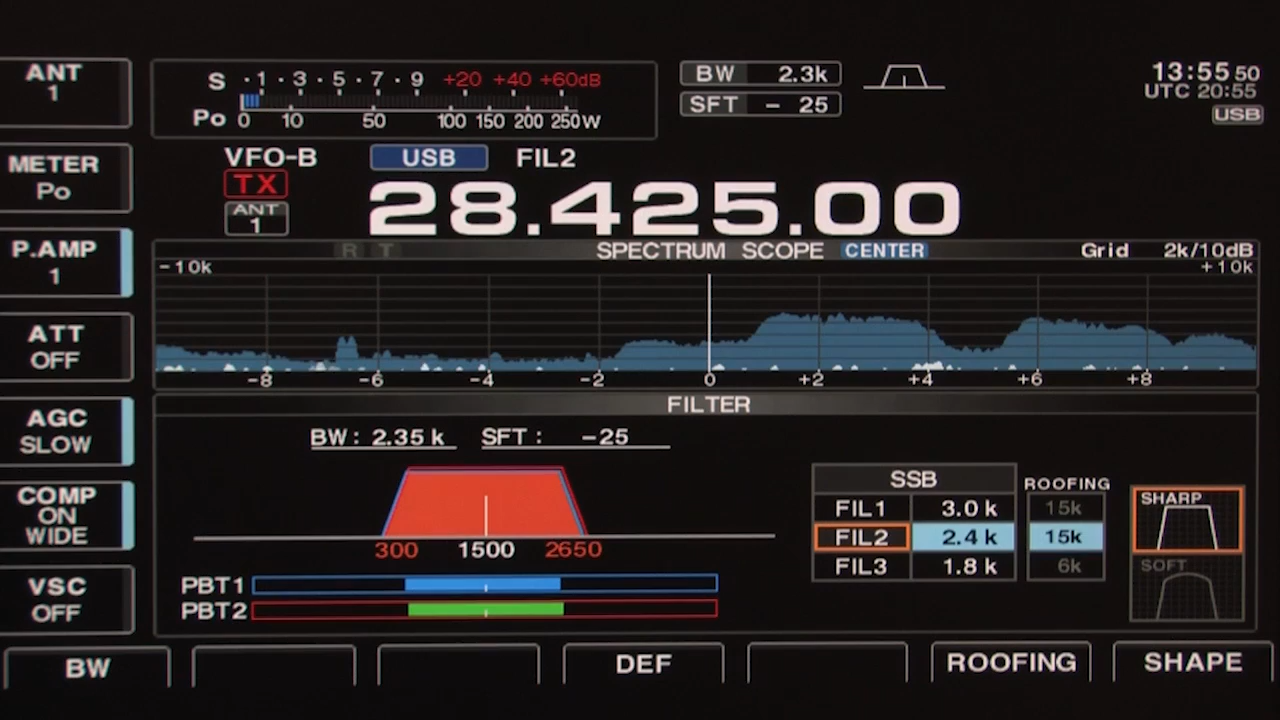 ANT
1
S · 1 · 3 · 5 · 7 · 9 +20 +40 +60dB
Po 0 10 50 100 150 200 250W
BW 2.3k
SFT - 25
13:55 50
UTC 20:55
USB
METER
Po
VFO-B USB FIL2
TX
ANT
1
28.425.00
P.AMP
1
R T SPECTRUM SCOPE CENTER Grid 2k/10dB
-10k +10k
ATT
OFF
-8 -6 -4 -2 0 +2 +4 +6 +8
AGC
SLOW
FILTER
BW: 2.35 k SFT: -25
COMP
ON
WIDE
300 1500 2650
SSB
FIL1 3.0 k
FIL2 2.4 k
FIL3 1.8 k
ROOFING
15k
15k
6k
SHARP
SOFT
VSC
OFF
PBT1
PBT2
BW DEF ROOFING SHAPE